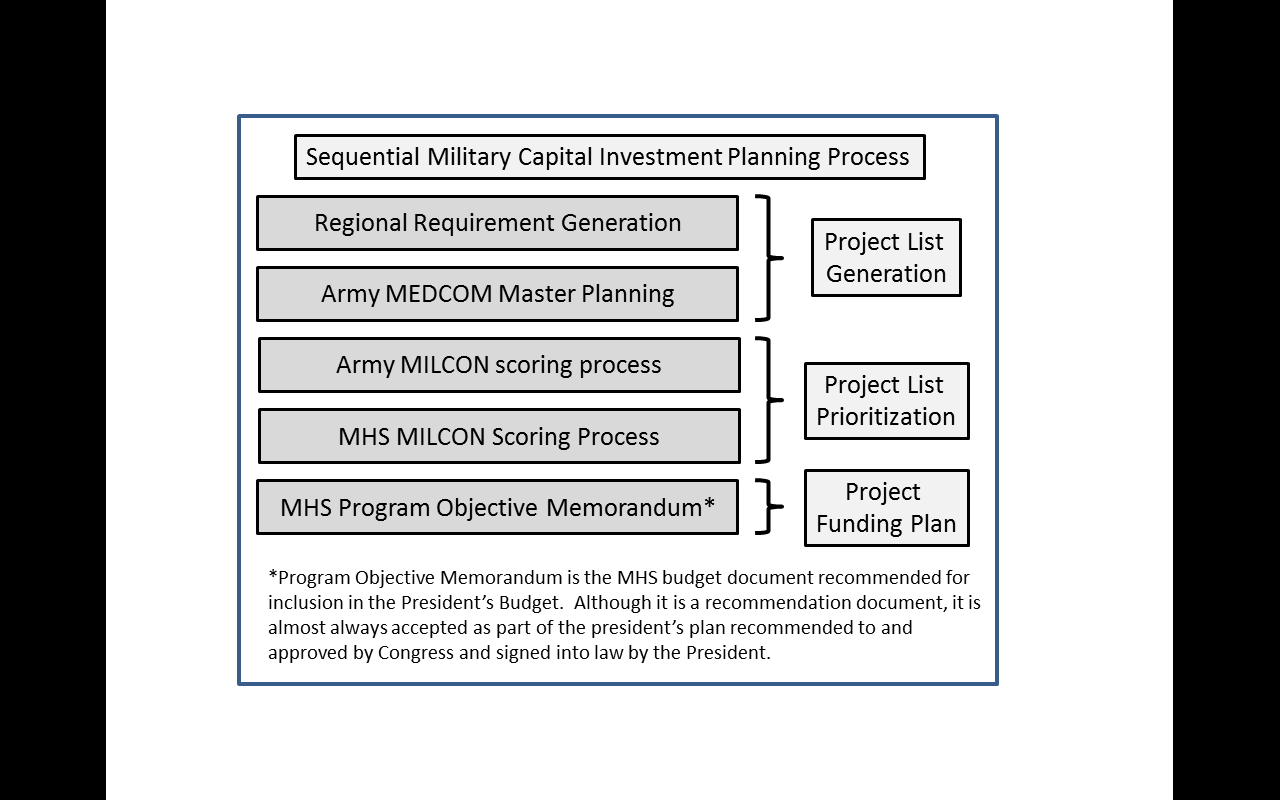 Sequential Military Capital Investment Planning Process
Regional Requirement Generation
Army MEDCOM Master Planning
Project List
Generation
Army MILCON scoring process
MHS MILCON Scoring Process
Project List
Prioritization
MHS Program Objective Memorandum*
Project
Funding Plan
*Program Objective Memorandum is the MHS budget document recommended for
inclusion in the President’s Budget.  Although it is a recommendation document, it is
almost always accepted as part of the president’s plan recommended to and
approved by Congress and signed into law by the President.